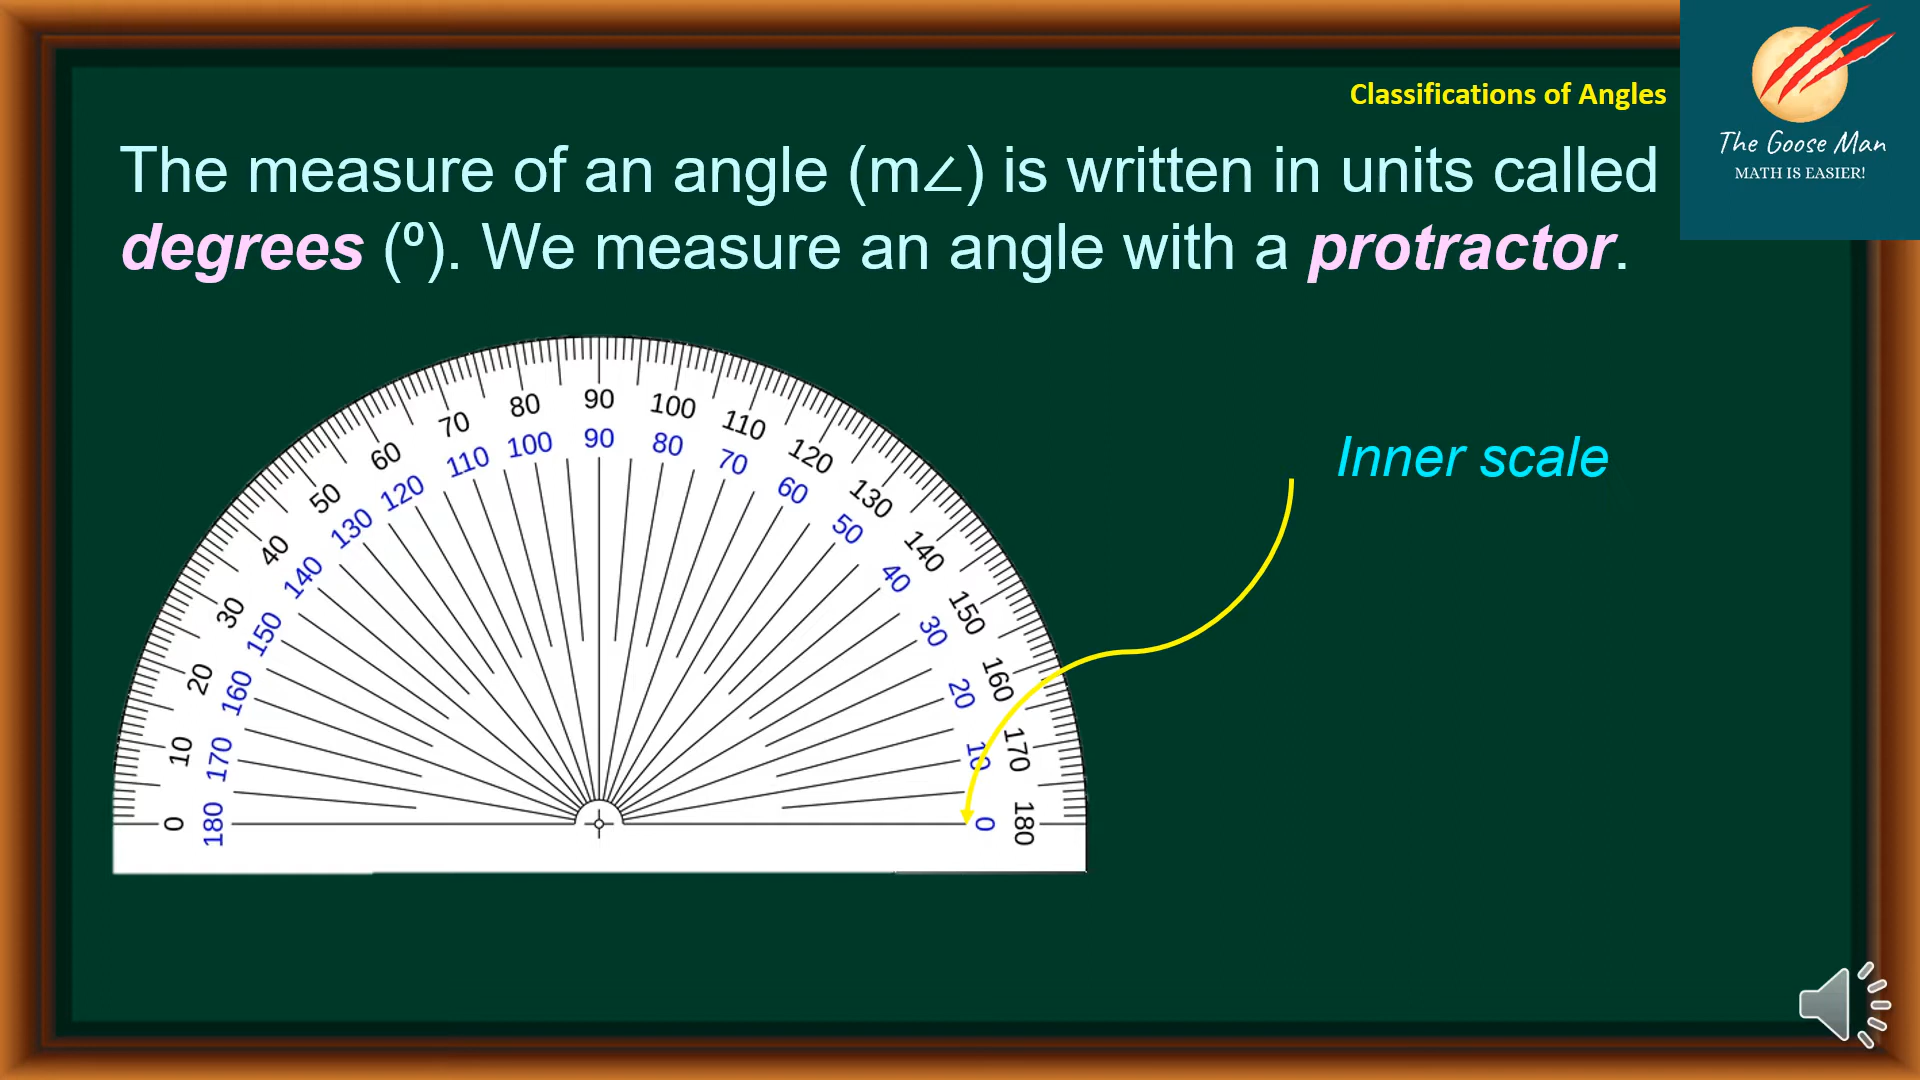 Classifications of Angles
The Goose Man
MATH IS EASIER!
The measure of an angle (m∠) is written in units called
degrees (⁰). We measure an angle with a protractor.
Inner scale
0 10 20 30 40 50 60 70 80 90 100 110 120 130 140 150 160 170 180
180 170 160 150 140 130 120 110 100 90 80 70 60 50 40 30 20 10 0